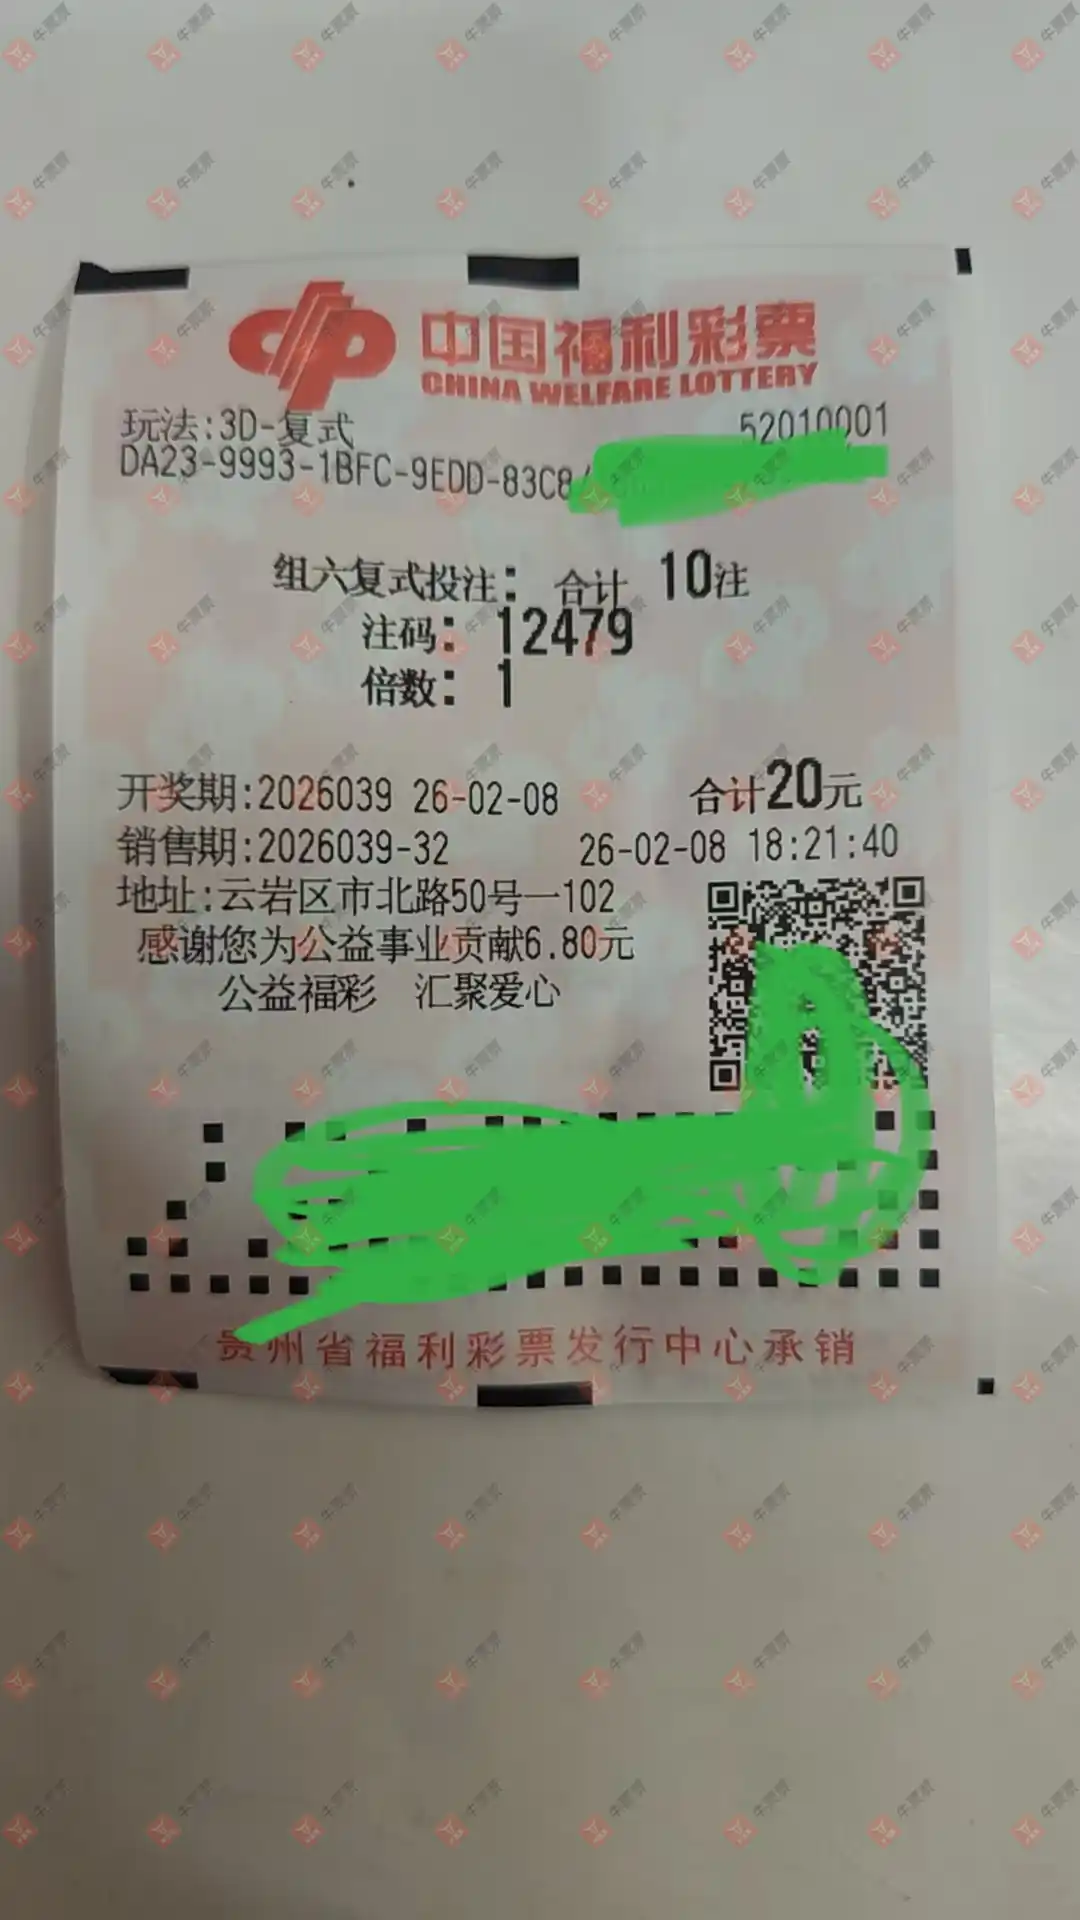 中国福利彩票
CHINA WELFARE LOTTERY
玩法:3D-复式 52010001
DA23-9993-1BFC-9EDD-83C8
组六复式投注: 合计 10注
注码: 12479
倍数: 1
开奖期:2026039 26-02-08 合计20元
销售期:2026039-32 26-02-08 18:21:40
地址:云岩区市北路50号一102
感谢您为公益事业贡献6.80元
公益福彩 汇聚爱心
贵州省福利彩票发行中心承销
牛票票